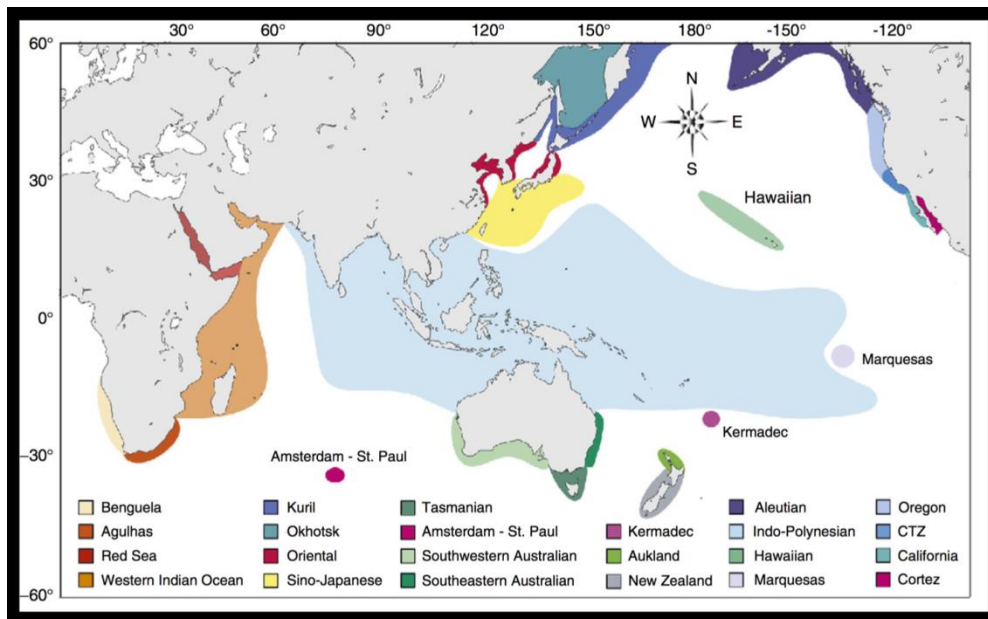 30° 60° 90° 120° 150° 180° -150° -120°
60°
N
W E
S
30°
Hawaiian
0°
Marquesas
Kermadec
-30°
Amsterdam - St. Paul
Benguela Kuril Tasmanian Aleutian Oregon
Agulhas Okhotsk Amsterdam - St. Paul Kermadec Indo-Polynesian CTZ
Red Sea Oriental Southwestern Australian Aukland Hawaiian California
Western Indian Ocean Sino-Japanese Southeastern Australian New Zealand Marquesas Cortez
-60°